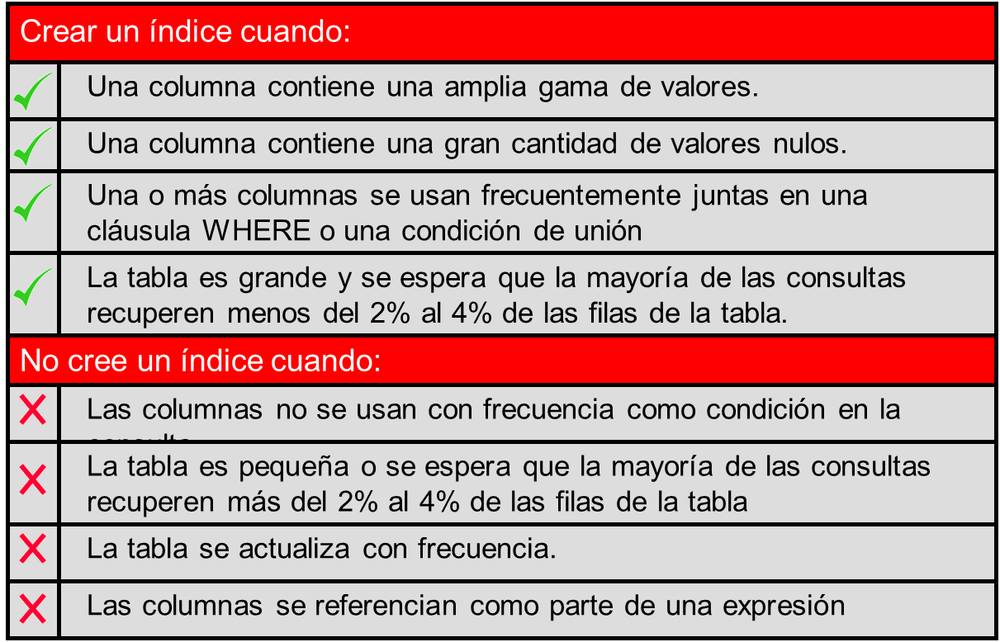 Crear un índice cuando:
Una columna contiene una amplia gama de valores.
Una columna contiene una gran cantidad de valores nulos.
Una o más columnas se usan frecuentemente juntas en una
cláusula WHERE o una condición de unión
La tabla es grande y se espera que la mayoría de las consultas
recuperen menos del 2% al 4% de las filas de la tabla.
No cree un índice cuando:
Las columnas no se usan con frecuencia como condición en la
La tabla es pequeña o se espera que la mayoría de las consultas
recuperen más del 2% al 4% de las filas de la tabla
La tabla se actualiza con frecuencia.
Las columnas se referencian como parte de una expresión